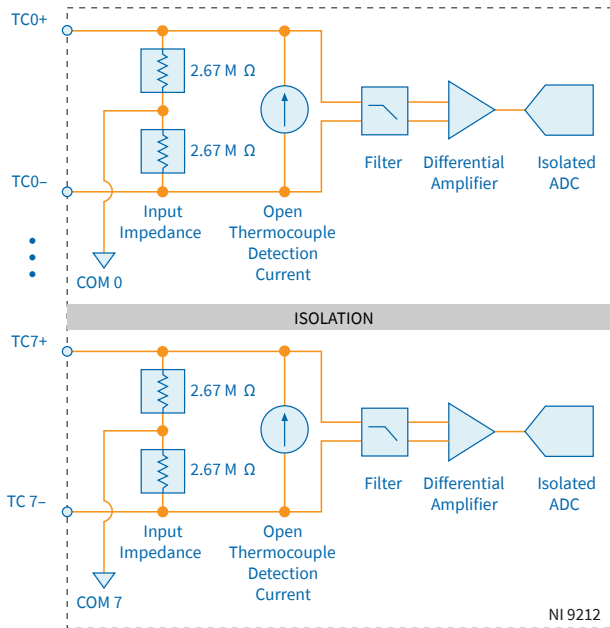 TC0+
2.67 M Ω
2.67 M Ω
TC0–
Filter
Differential
Amplifier
Isolated
ADC
Input
Impedance
Open
Thermocouple
Detection
Current
COM 0
ISOLATION
TC7+
2.67 M Ω
2.67 M Ω
TC 7–
Filter
Differential
Amplifier
Isolated
ADC
Input
Impedance
Open
Thermocouple
Detection
Current
COM 7
NI 9212